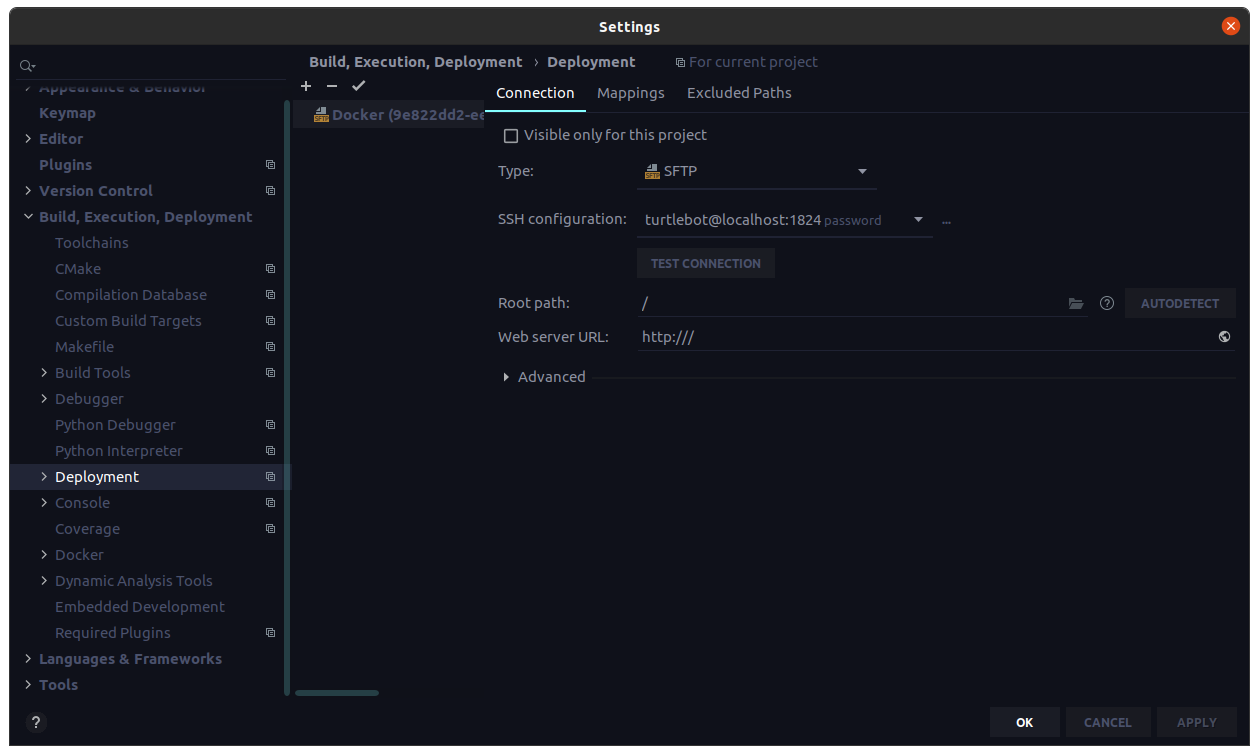 Settings
Build, Execution, Deployment › Deployment
For current project
Appearance & Behavior
Keymap
Editor
Plugins
Version Control
Build, Execution, Deployment
Toolchains
CMake
Compilation Database
Custom Build Targets
Makefile
Build Tools
Debugger
Python Debugger
Python Interpreter
Deployment
Console
Coverage
Docker
Dynamic Analysis Tools
Embedded Development
Required Plugins
Languages & Frameworks
Tools
Docker (9e822dd2-ee
Connection
Mappings
Excluded Paths
Visible only for this project
Type: SFTP
SSH configuration: turtlebot@localhost:1824 password ...
TEST CONNECTION
Root path: / AUTODETECT
Web server URL: http:///
Advanced
?
OK
CANCEL
APPLY